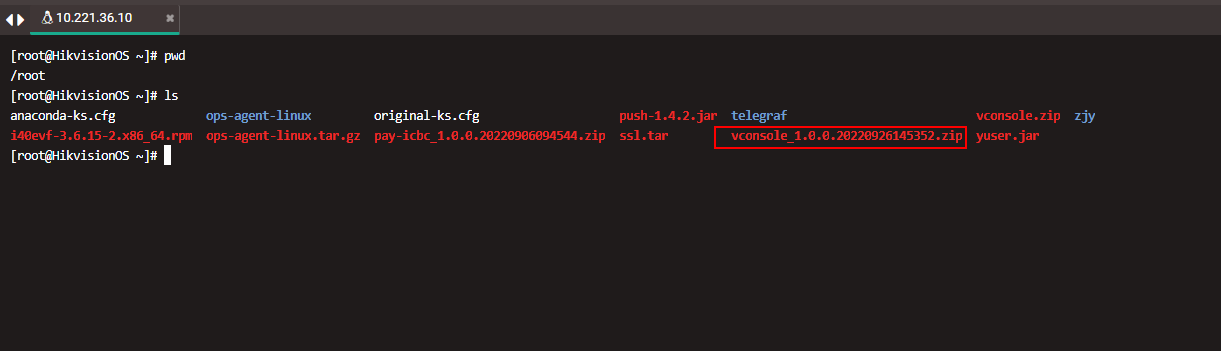 10.221.36.10
[root@HikvisionOS ~]# pwd
/root
[root@HikvisionOS ~]# ls
anaconda-ks.cfg ops-agent-linux original-ks.cfg push-1.4.2.jar telegraf vconsole.zip zjy
i40evf-3.6.15-2.x86_64.rpm ops-agent-linux.tar.gz pay-icbc_1.0.0.20220906094544.zip ssl.tar vconsole_1.0.0.20220926145352.zip yuser.jar
[root@HikvisionOS ~]#